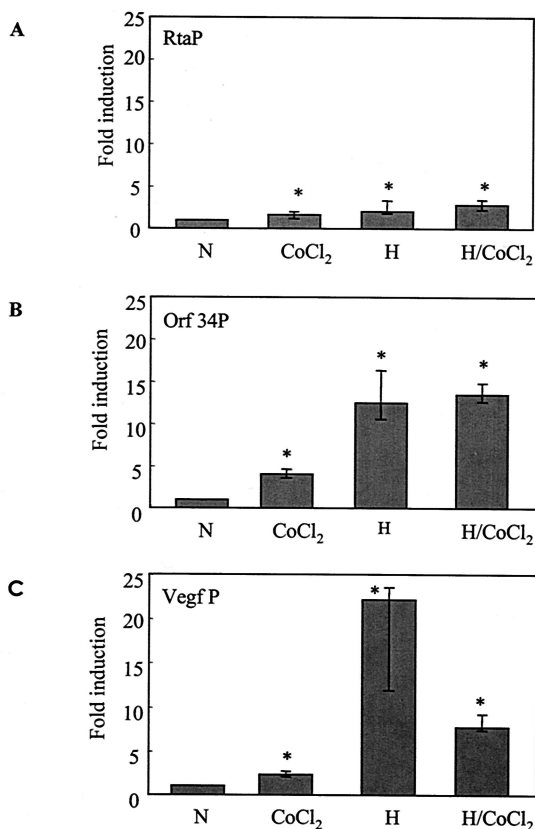 A
RtaP
Fold induction
25
20
15
10
5
0
*
*
*
N
CoCl₂
H
H/CoCl₂
B
Orf 34P
Fold induction
25
20
15
10
5
0
*
*
*
N
CoCl₂
H
H/CoCl₂
C
Vegf P
Fold induction
25
20
15
10
5
0
*
*
*
N
CoCl₂
H
H/CoCl₂